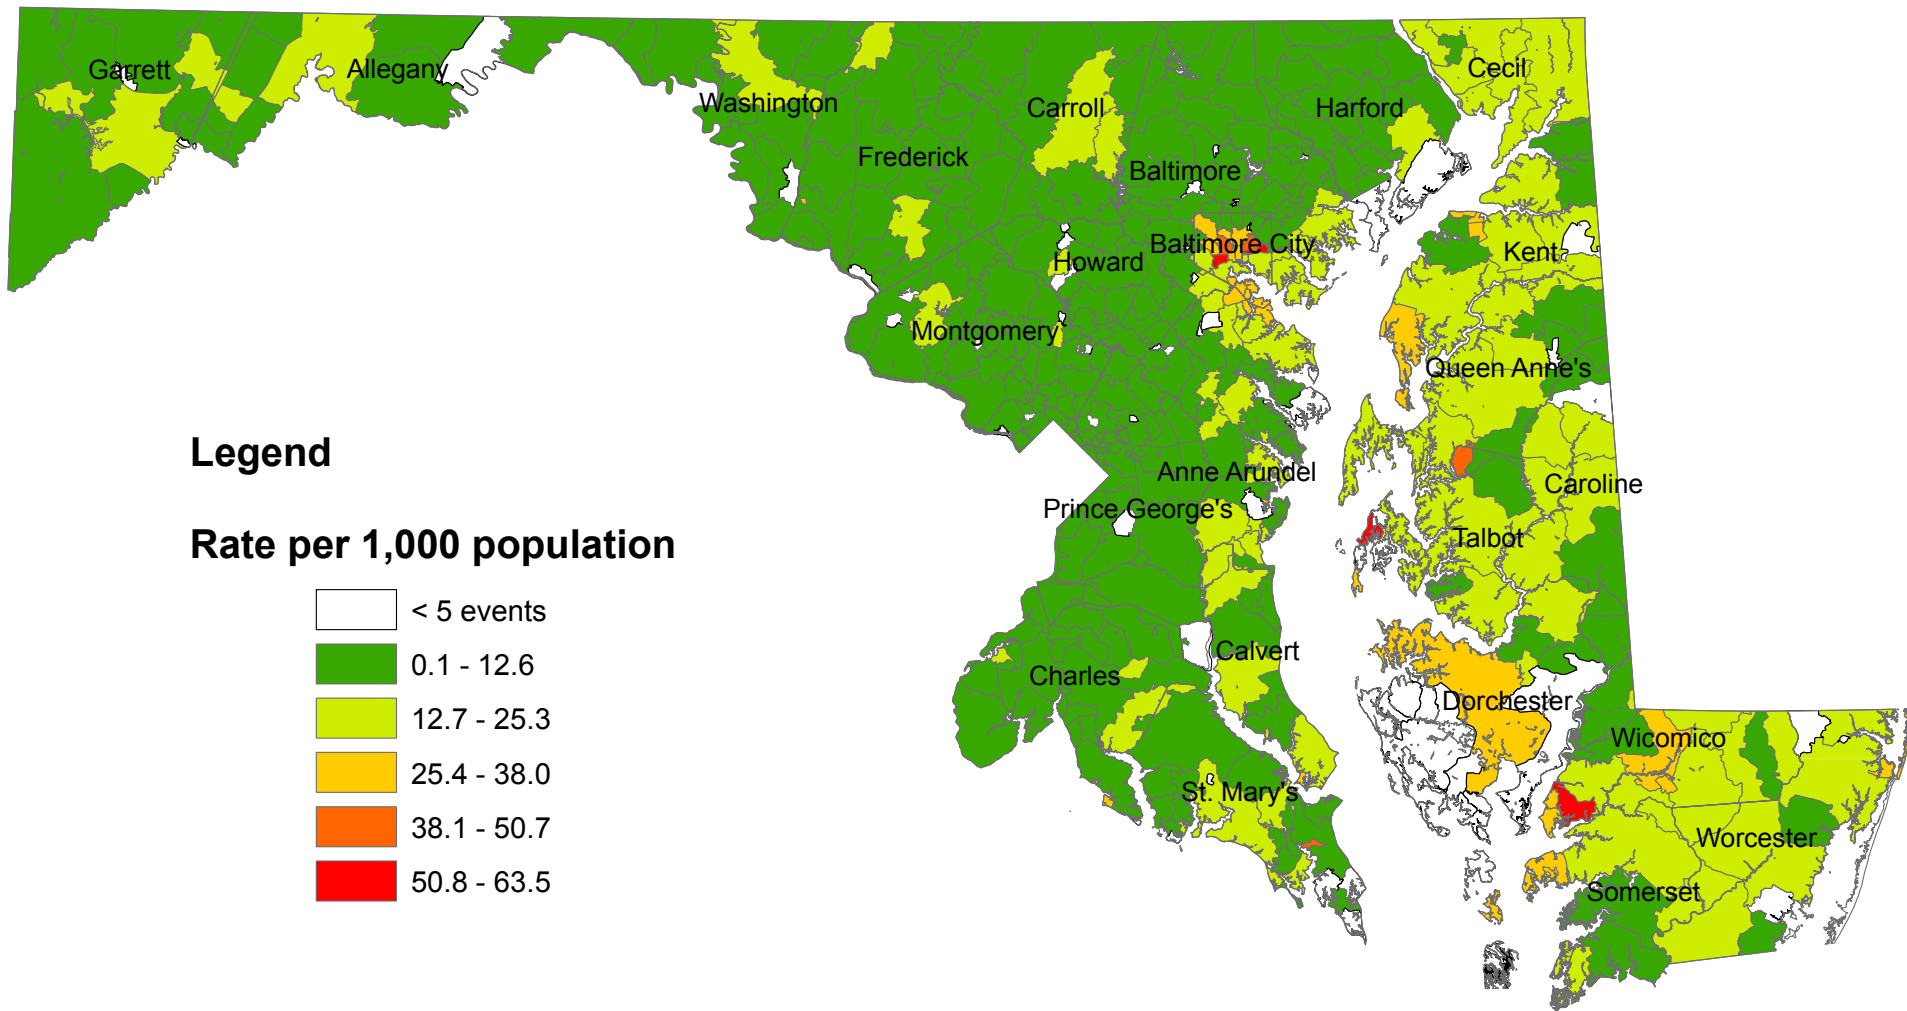 Garrett
Allegany
Washington
Frederick
Carroll
Baltimore
Harford
Cecil
Baltimore City
Howard
Kent
Montgomery
Queen Anne's
Anne Arundel
Prince George's
Caroline
Talbot
Calvert
Charles
Dorchester
Wicomico
St. Mary's
Worcester
Somerset
Legend
Rate per 1,000 population
< 5 events
0.1 - 12.6
12.7 - 25.3
25.4 - 38.0
38.1 - 50.7
50.8 - 63.5